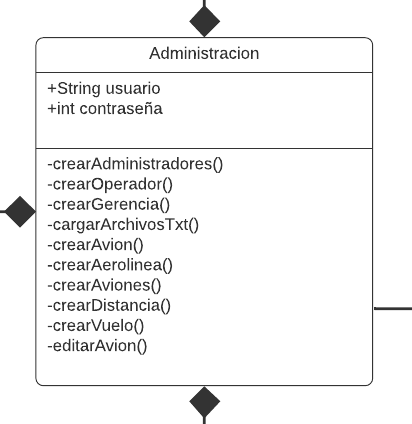 Administracion
+String usuario
+int contraseña
-crearAdministradores()
-crearOperador()
-crearGerencia()
-cargarArchivosTxt()
-crearAvion()
-crearAerolinea()
-crearAviones()
-crearDistancia()
-crearVuelo()
-editarAvion()